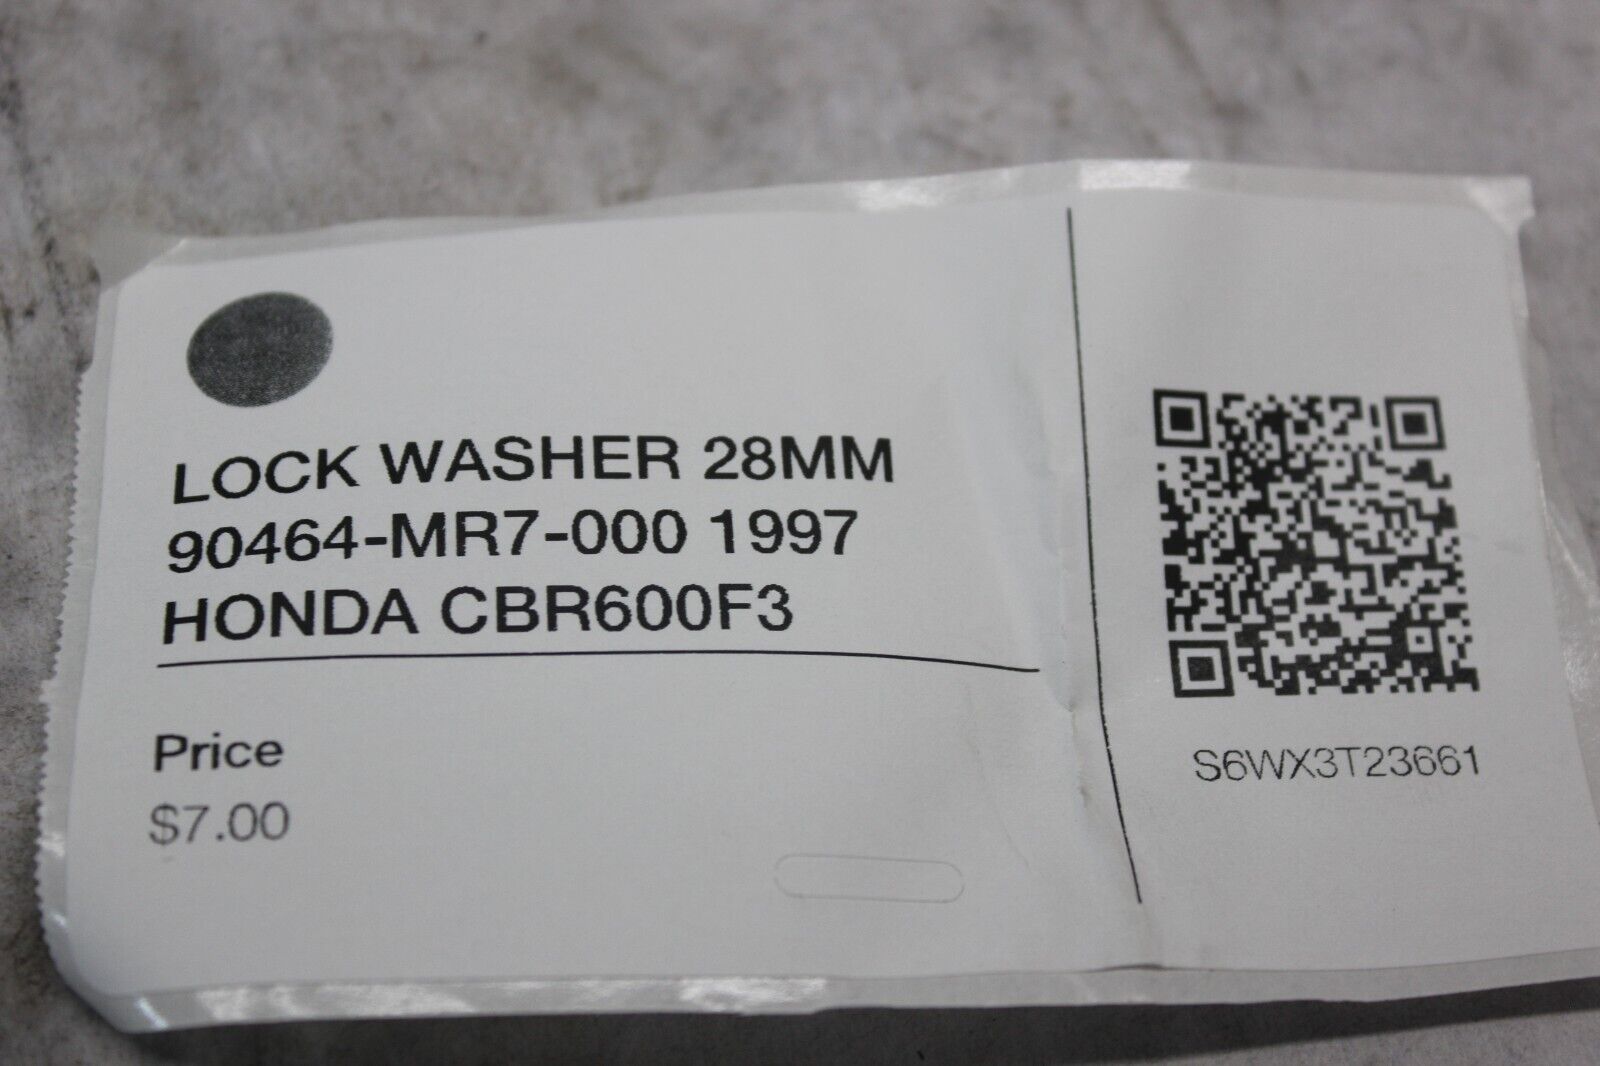 LOCK WASHER 28MM
90464-MR7-000 1997
HONDA CBR600F3
Price
$7.00
S6WX3T23661